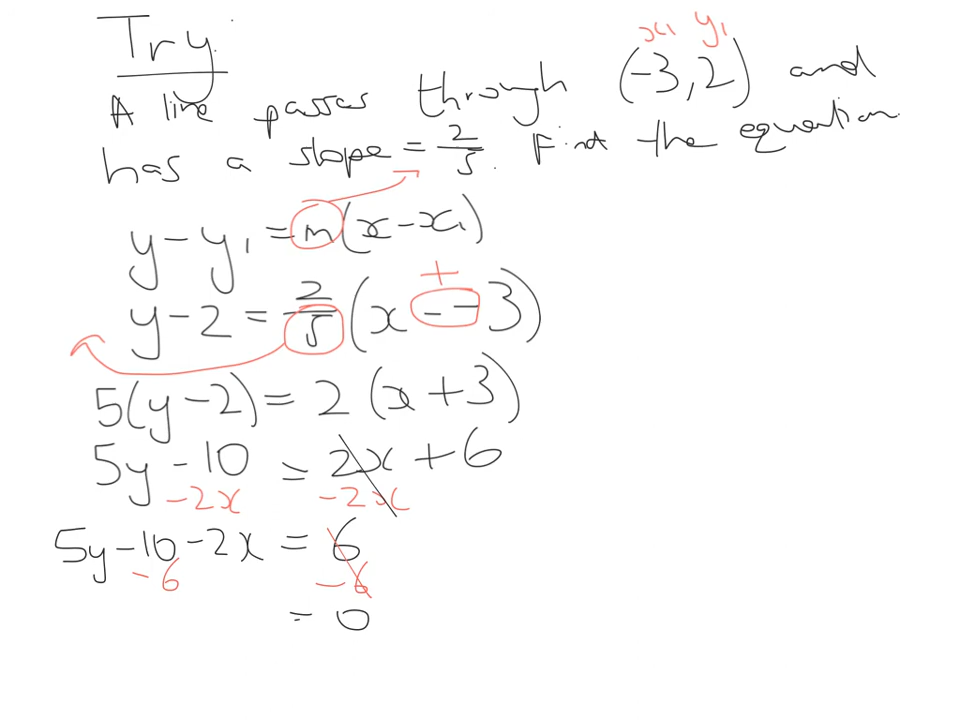 Try
x₁ y₁
A line passes through (-3,2) and
has a slope = 2/5. Find the equation.
y - y₁ = m(x - x₁)
+
y - 2 = 2/5 (x - -3)
5(y - 2) = 2 (x + 3)
5y - 10 = 2x + 6
-2x -2x
5y - 10 - 2x = 6
-6 -6
= 0